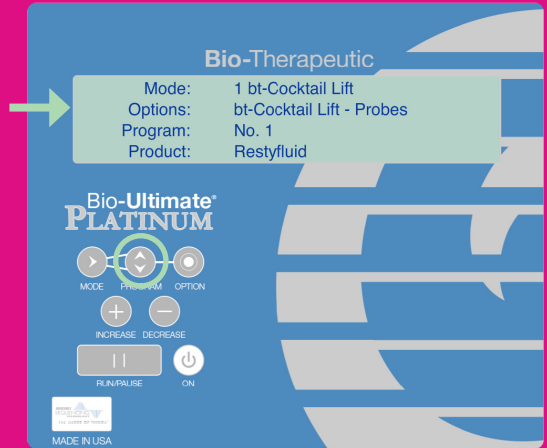 Bio-Therapeutic
Mode: 1 bt-Cocktail Lift
Options: bt-Cocktail Lift - Probes
Program: No. 1
Product: Restyfluid
Bio-Ultimate®
PLATINUM
MODE PROGRAM OPTION
INCREASE DECREASE
RUN/PAUSE ON
MADE IN USA